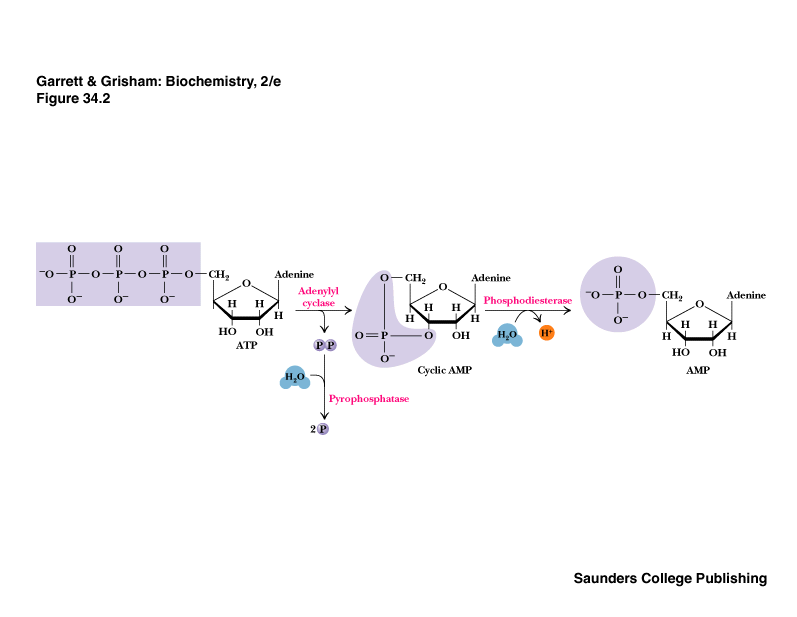 Garrett & Grisham: Biochemistry, 2/e
Figure 34.2
O O O
⁻O P O P O P O CH₂ Adenine
O⁻ O⁻ O⁻
O
H H H H
HO OH
ATP
Adenylyl
cyclase
P P
H₂O
Pyrophosphatase
2 P
O CH₂ Adenine
O
H H H H
O P O OH
O⁻
Cyclic AMP
Phosphodiesterase
H₂O H⁺
O
⁻O P O CH₂ Adenine
O⁻
O
H H H H
HO OH
AMP
Saunders College Publishing